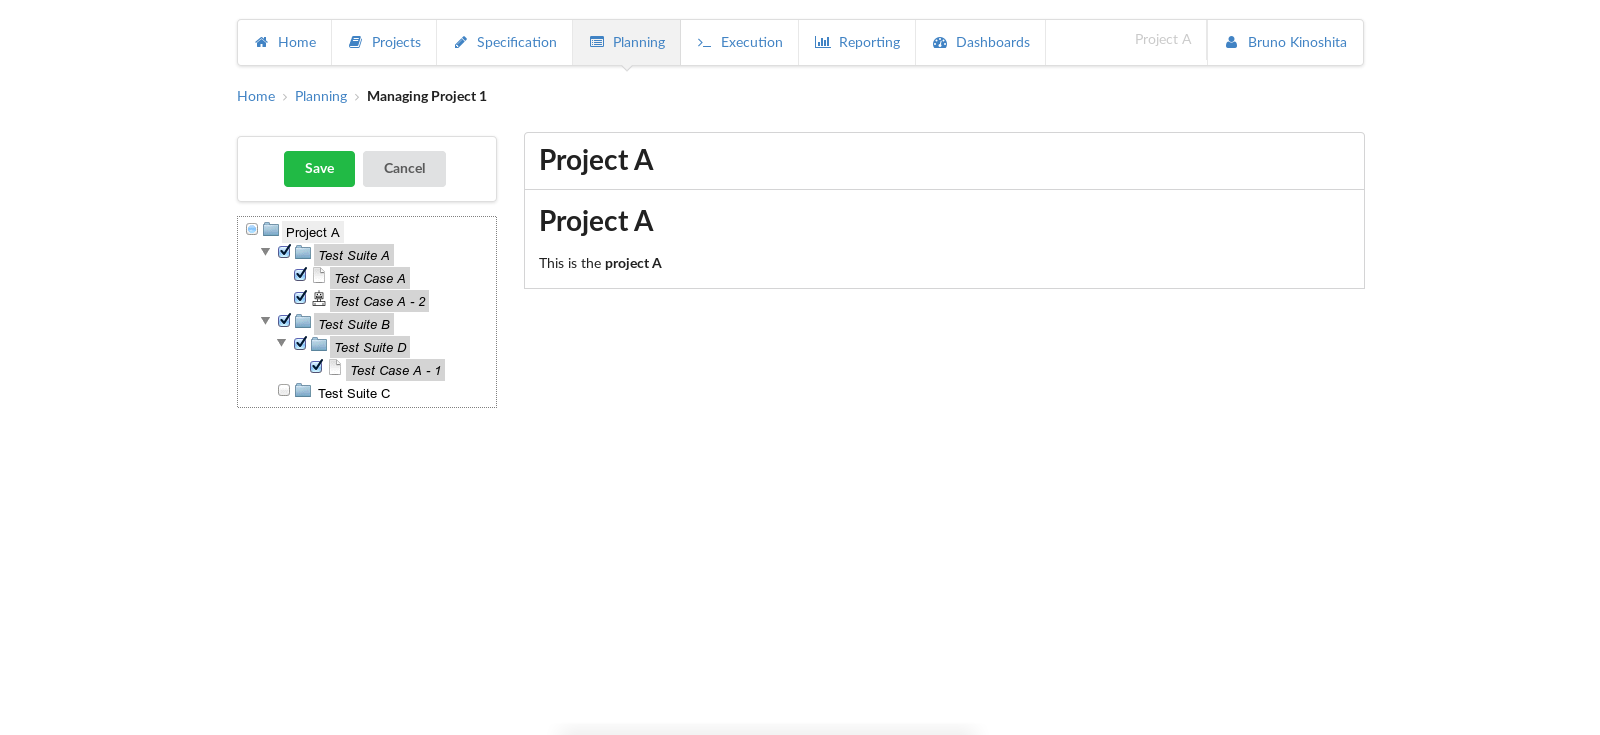 Home Projects Specification Planning Execution Reporting Dashboards Project A Bruno Kinoshita
Home Planning Managing Project 1
Save Cancel
Project A
Test Suite A
Test Case A
Test Case A - 2
Test Suite B
Test Suite D
Test Case A - 1
Test Suite C
Project A
Project A
This is the project A